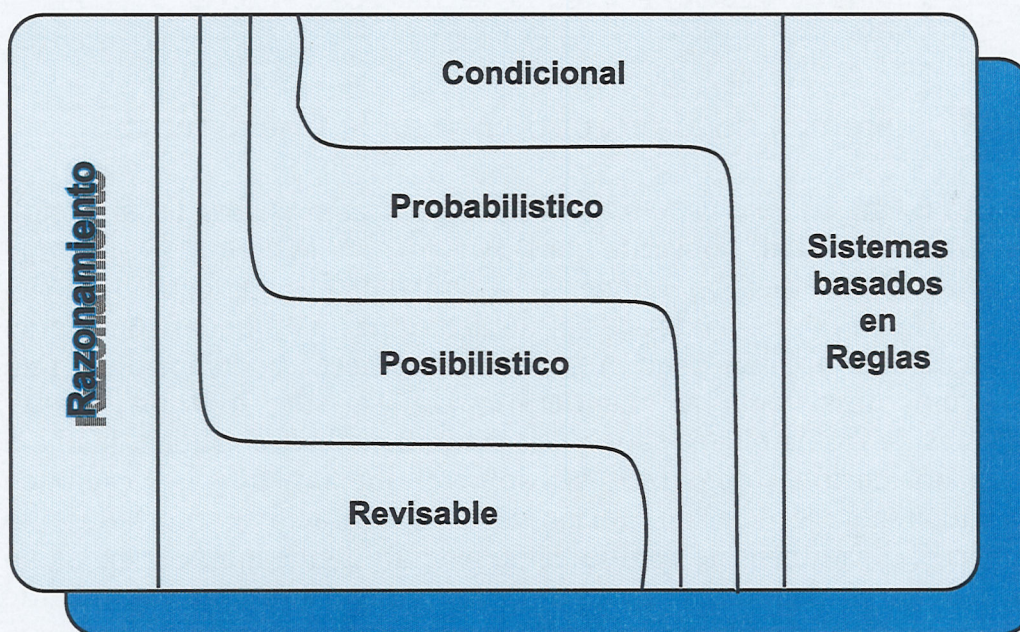 Razonamiento
Condicional
Probabilistico
Posibilistico
Revisable
Sistemas
basados
en
Reglas